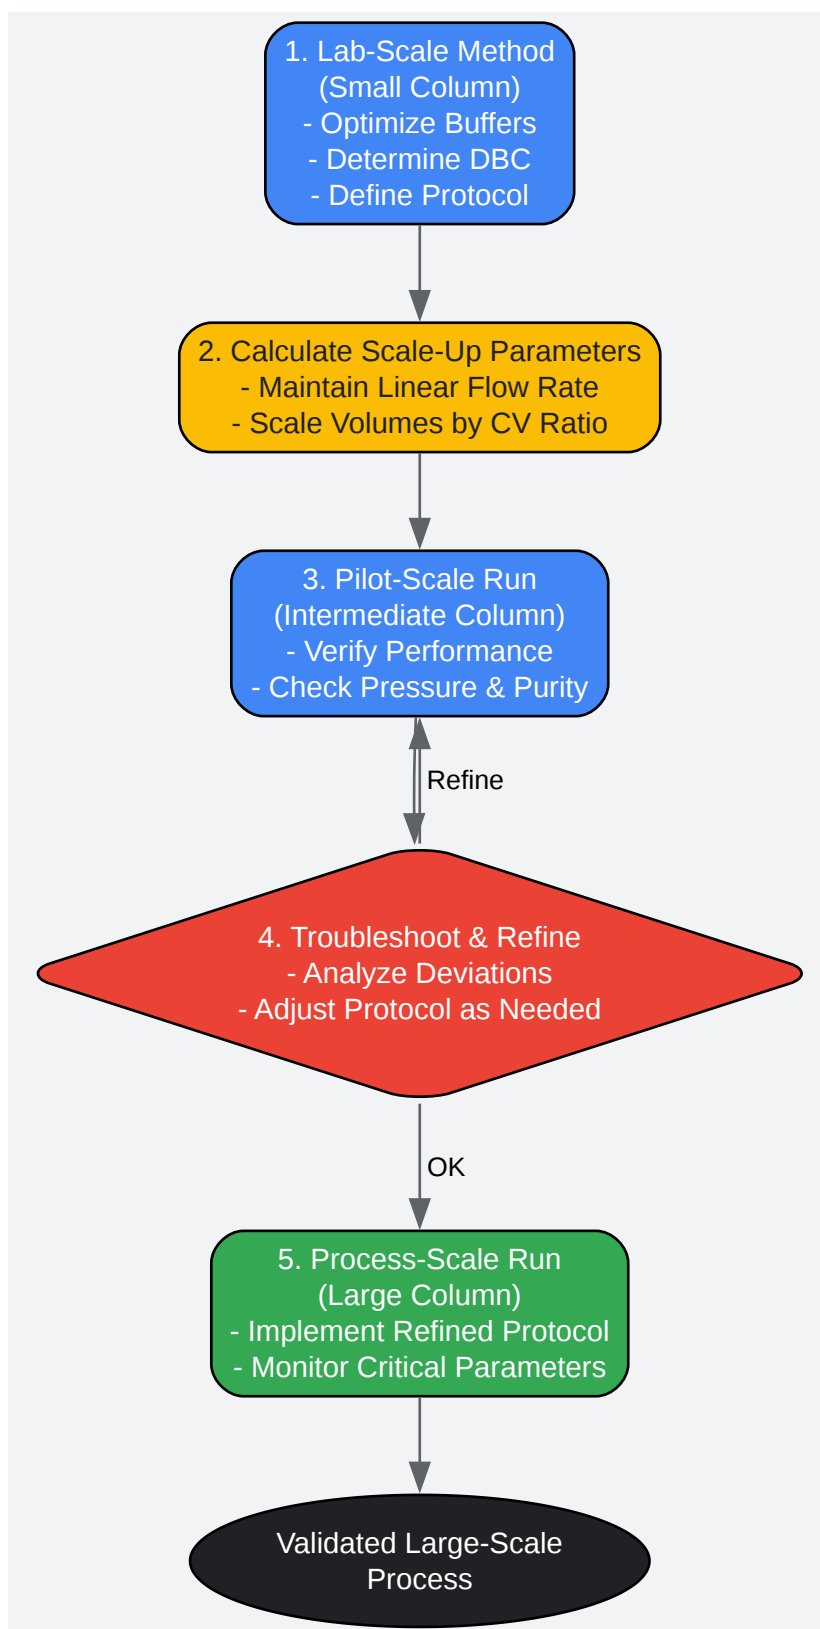 1. Lab-Scale Method
(Small Column)
- Optimize Buffers
- Determine DBC
- Define Protocol
2. Calculate Scale-Up Parameters
- Maintain Linear Flow Rate
- Scale Volumes by CV Ratio
3. Pilot-Scale Run
(Intermediate Column)
- Verify Performance
- Check Pressure & Purity
Refine
4. Troubleshoot & Refine
- Analyze Deviations
- Adjust Protocol as Needed
OK
5. Process-Scale Run
(Large Column)
- Implement Refined Protocol
- Monitor Critical Parameters
Validated Large-Scale
Process